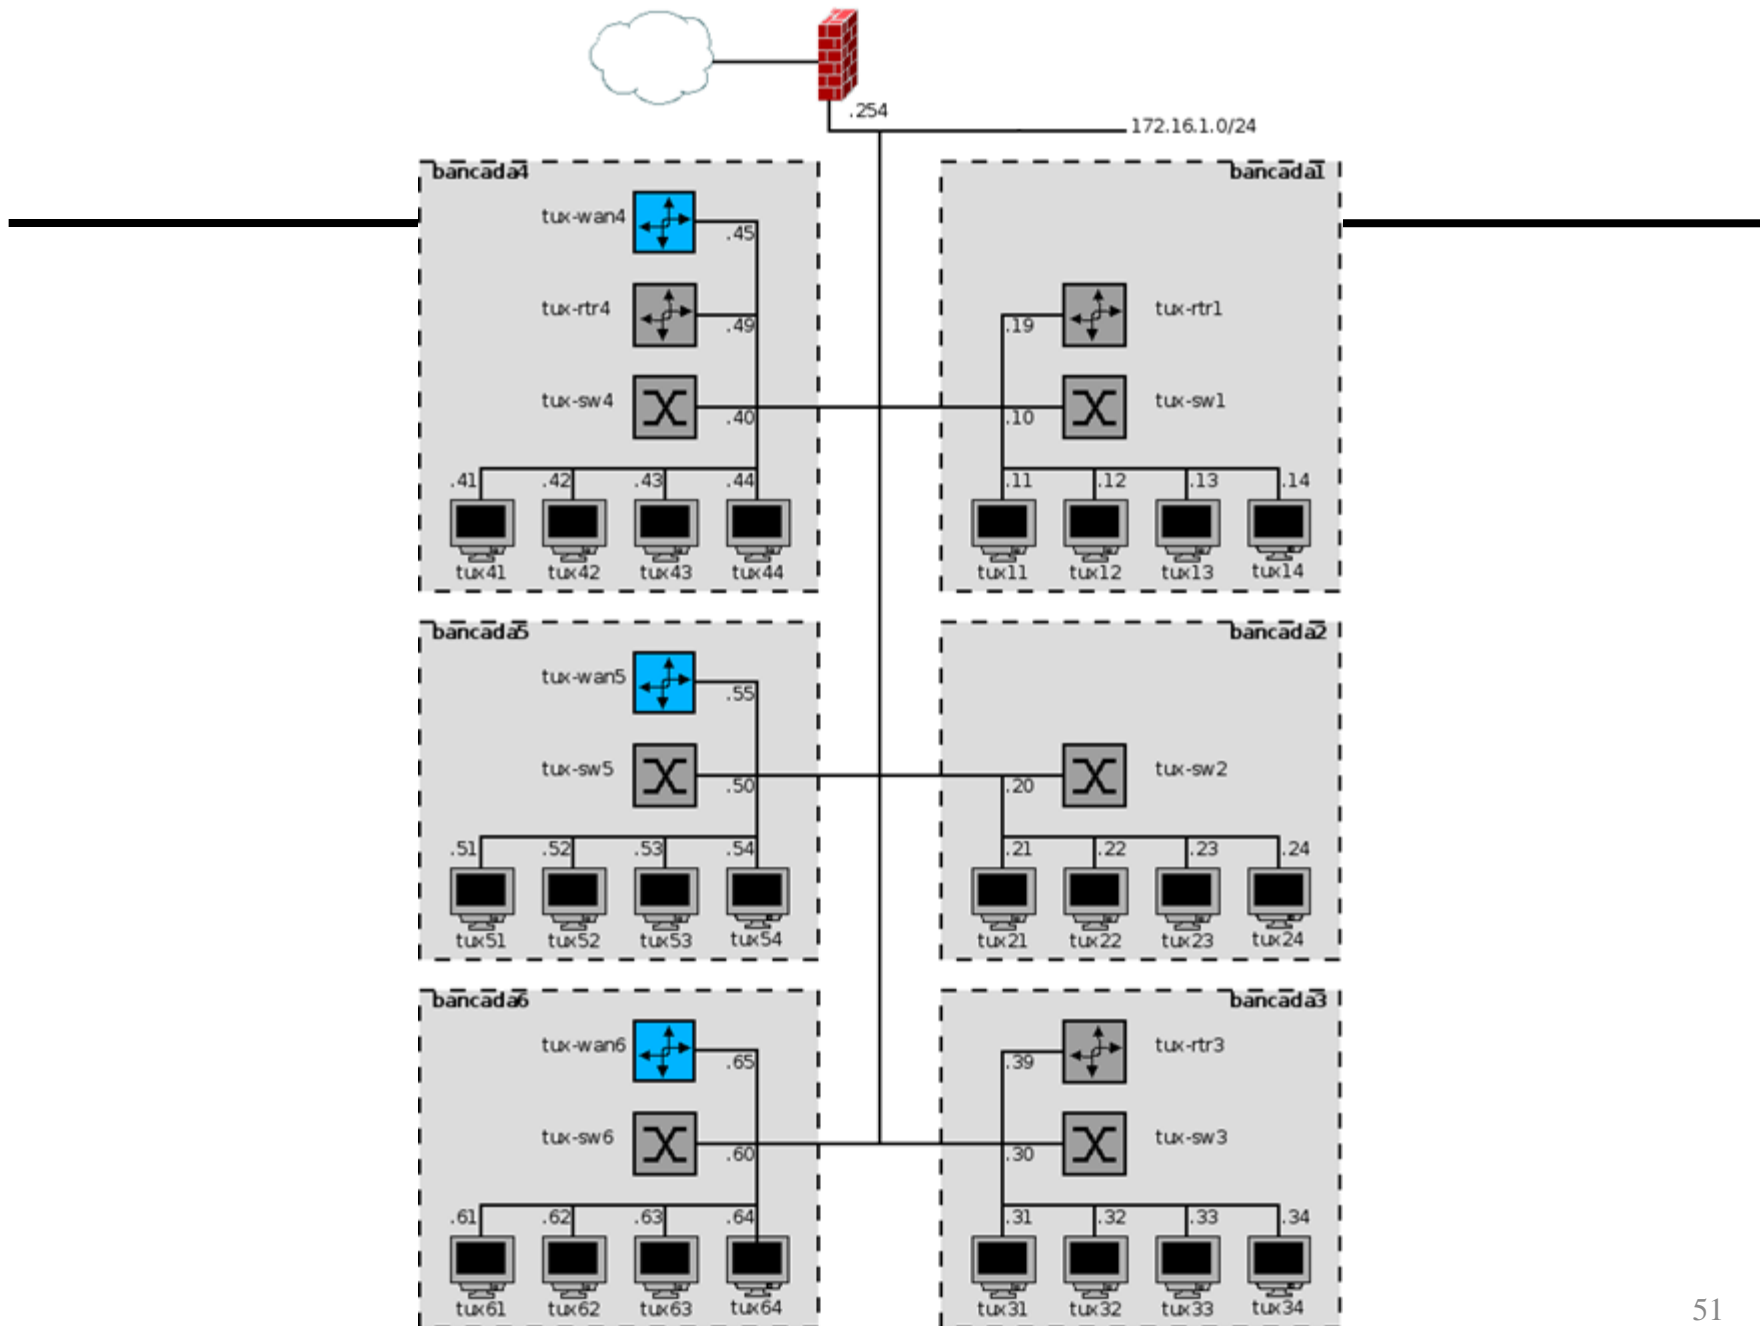 .254
172.16.1.0/24
bancada4
tux-wan4
.45
tux-rtr4
.49
tux-sw4
.40
.41 .42 .43 .44
tux41 tux42 tux43 tux44
bancada1
tux-rtr1
.19
tux-sw1
.10
.11 .12 .13 .14
tux11 tux12 tux13 tux14
bancada5
tux-wan5
.55
tux-sw5
.50
.51 .52 .53 .54
tux51 tux52 tux53 tux54
bancada2
tux-sw2
.20
.21 .22 .23 .24
tux21 tux22 tux23 tux24
bancada6
tux-wan6
.65
tux-sw6
.60
.61 .62 .63 .64
tux61 tux62 tux63 tux64
bancada3
tux-rtr3
.39
tux-sw3
.30
.31 .32 .33 .34
tux31 tux32 tux33 tux34
51